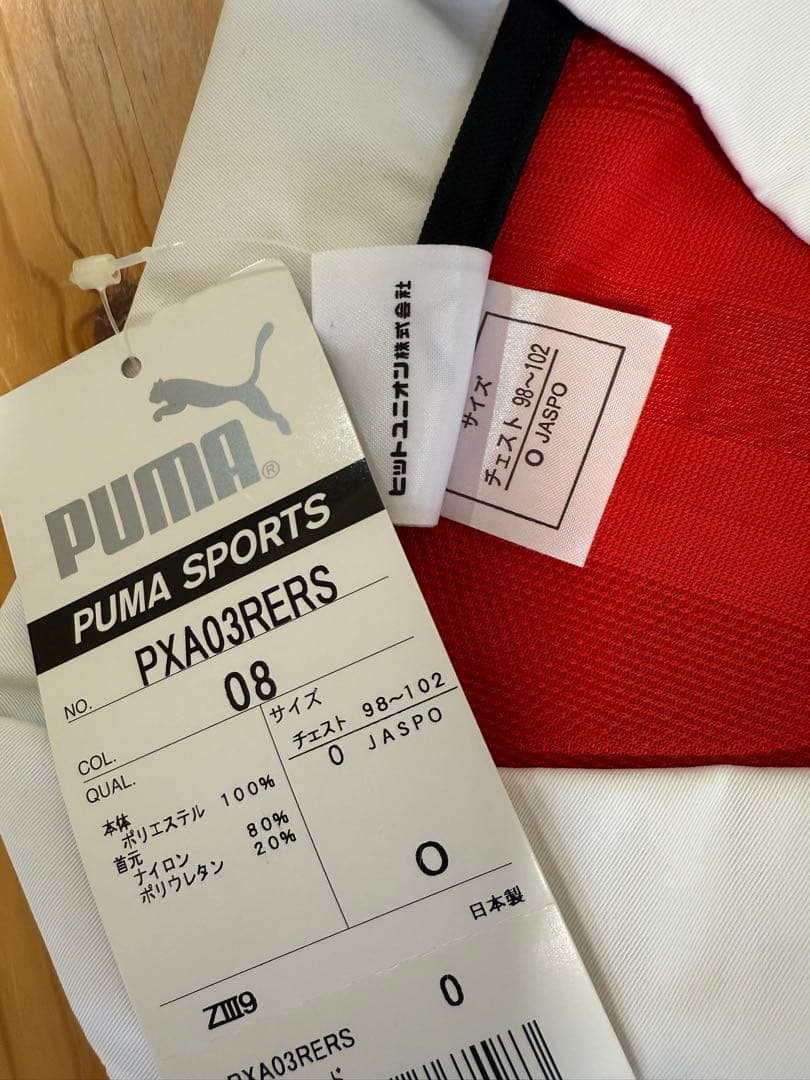 PUMA®
PUMA SPORTS
NO. PXA03RERS
COL. 08
QUAL.
本体
ポリエステル 100%
首元
ナイロン 80%
ポリウレタン 20%
サイズ
チェスト 98~102
O JASPO
O
日本製
ZⅢ9
O
PXA03RERS
ド
ヒットユニオン株式会社
サイズ
チェスト 98~102
O JASPO